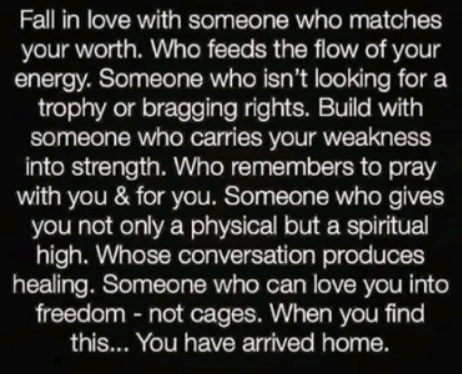 Fall in love with someone who matches
your worth. Who feeds the flow of your
energy. Someone who isn't looking for a
trophy or bragging rights. Build with
someone who carries your weakness
into strength. Who remembers to pray
with you & for you. Someone who gives
you not only a physical but a spiritual
high. Whose conversation produces
healing. Someone who can love you into
freedom - not cages. When you find
this... You have arrived home.